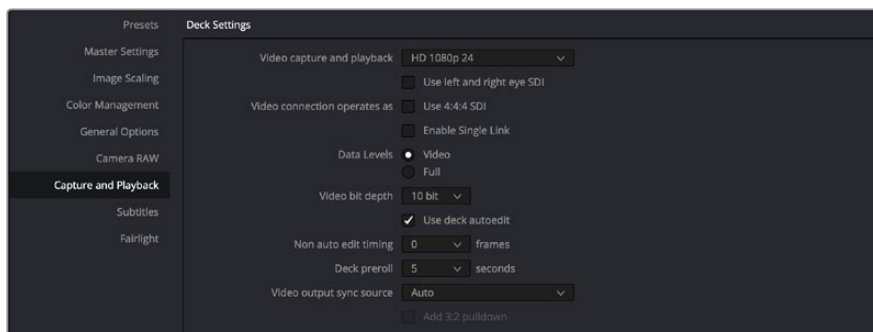 Presets
Master Settings
Image Scaling
Color Management
General Options
Camera RAW
Capture and Playback
Subtitles
Fairlight
Deck Settings
Video capture and playback HD 1080p 24
Use left and right eye SDI
Video connection operates as Use 4:4:4 SDI
Enable Single Link
Data Levels Video
Full
Video bit depth 10 bit
Use deck autoedit
Non auto edit timing 0 frames
Deck preroll 5 seconds
Video output sync source Auto
Add 3:2 pulldown